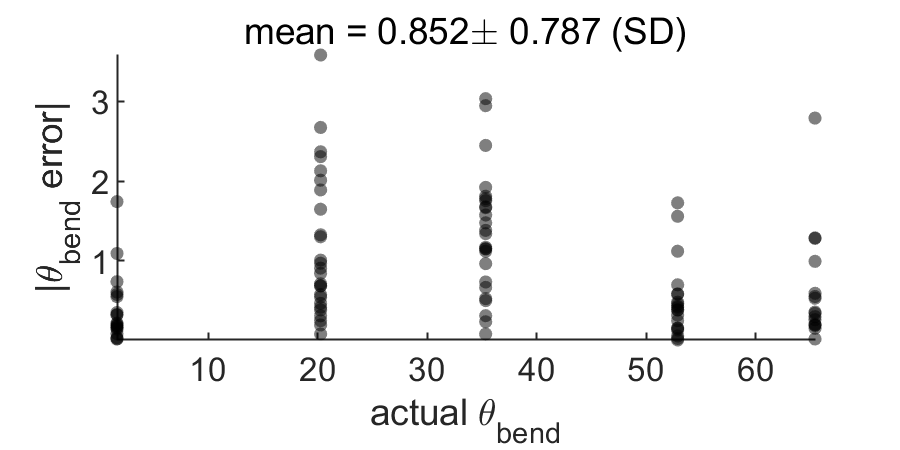 mean = 0.852± 0.787 (SD)
|θbend error|
3
2
1
10 20 30 40 50 60
actual θbend